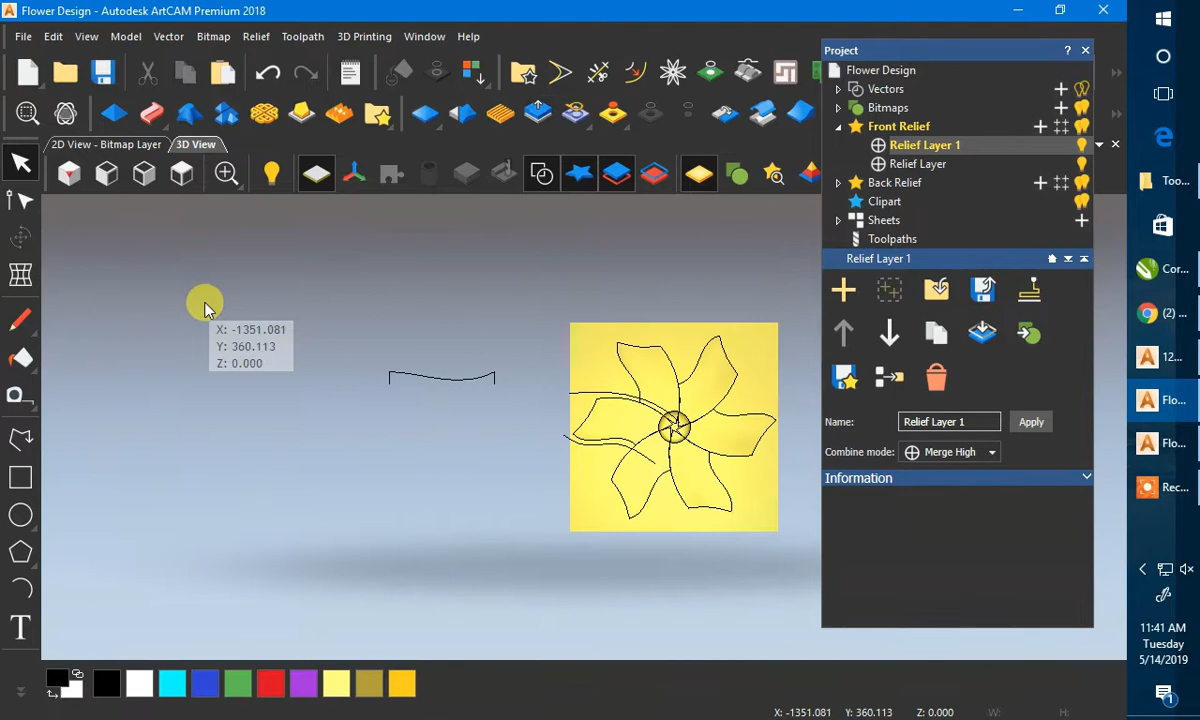 Flower Design - Autodesk ArtCAM Premium 2018
File Edit View Model Vector Bitmap Relief Toolpath 3D Printing Window Help
2D View - Bitmap Layer 3D View
X: -1351.081
Y: 360.113
Z: 0.000
Project
Flower Design
Vectors
Bitmaps
Front Relief
Relief Layer 1
Relief Layer
Back Relief
Clipart
Sheets
Toolpaths
Relief Layer 1
Name: Relief Layer 1 Apply
Combine mode: Merge High
Information
T
X: -1351.081 Y: 360.113 Z: 0.000 W: H:
Too...
Cor...
(2) ...
12...
Flo...
Flo...
Rec...
11:41 AM
Tuesday
5/14/2019
1